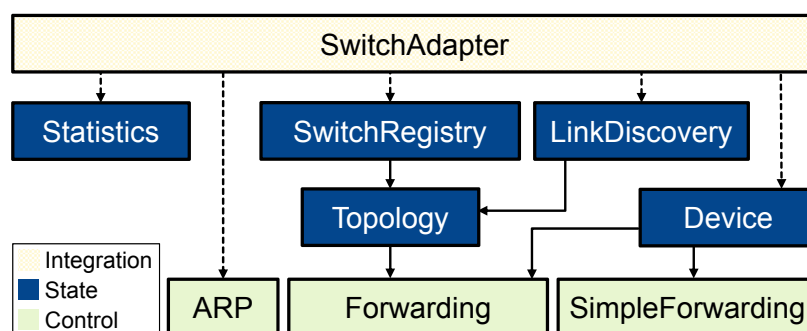 SwitchAdapter
Statistics
SwitchRegistry
LinkDiscovery
Topology
Device
Integration
State
Control
ARP
Forwarding
SimpleForwarding